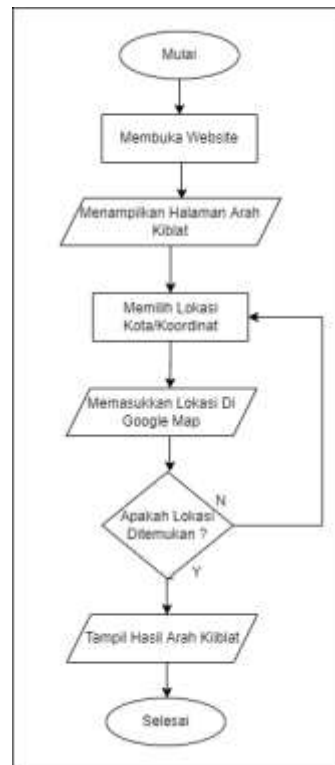 Mulai
Membuka Website
Menampilkan Halaman Arah
Kiblat
Memilih Lokasi
Kota/Koordinat
Memasukkan Lokasi Di
Google Map
N
Apakah Lokasi
Ditemukan ?
Y
Tampil Hasil Arah Kiiblat
Selesai